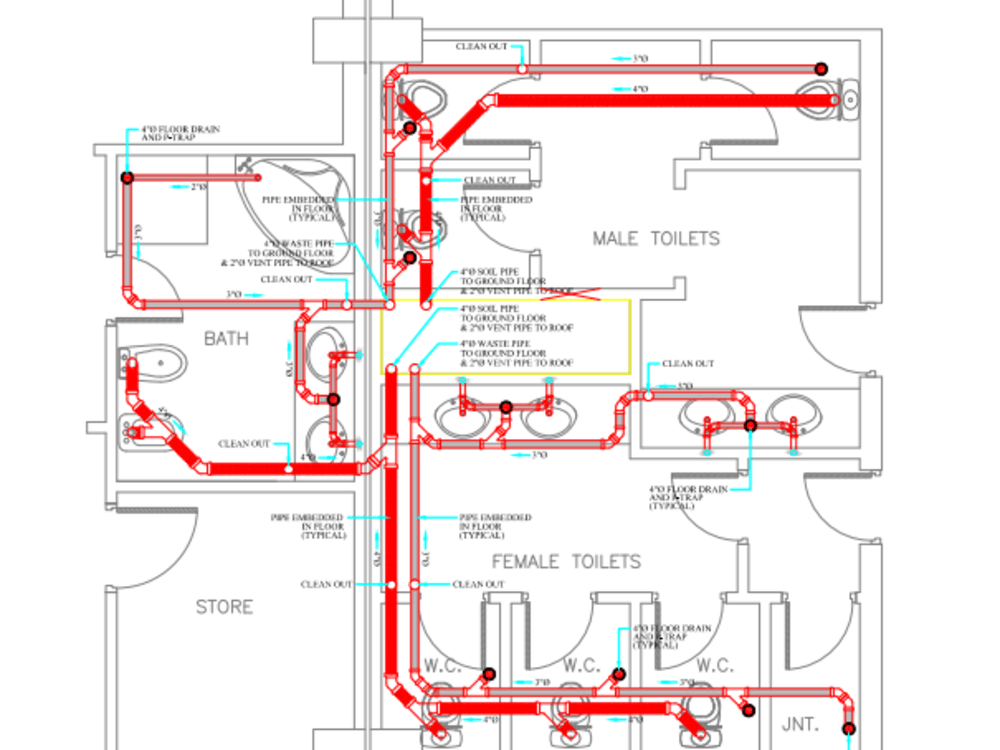 CLEAN OUT
3"Ø
4"Ø
4"Ø FLOOR DRAIN
AND P-TRAP
CLEAN OUT
2"Ø
PIPE EMBEDDED
IN FLOOR
(TYPICAL)
PIPE EMBEDDED
IN FLOOR
(TYPICAL)
3"Ø
MALE TOILETS
4"Ø WASTE PIPE
TO GROUND FLOOR
& 2"Ø VENT PIPE TO ROOF
CLEAN OUT
4"Ø SOIL PIPE
TO GROUND FLOOR
& 2"Ø VENT PIPE TO ROOF
3"Ø
4"Ø SOIL PIPE
TO GROUND FLOOR
& 2"Ø VENT PIPE TO ROOF
BATH
4"Ø WASTE PIPE
TO GROUND FLOOR
& 2"Ø VENT PIPE TO ROOF
3"Ø
CLEAN OUT
3"Ø
4"Ø
CLEAN OUT
4"Ø
3"Ø
4"Ø FLOOR DRAIN
AND P-TRAP
(TYPICAL)
PIPE EMBEDDED
IN FLOOR
(TYPICAL)
PIPE EMBEDDED
IN FLOOR
(TYPICAL)
4"Ø
3"Ø
FEMALE TOILETS
CLEAN OUT
CLEAN OUT
STORE
4"Ø FLOOR DRAIN
AND P-TRAP
(TYPICAL)
W.C.
W.C.
W.C.
3"Ø
3"Ø
4"Ø
4"Ø
JNT.